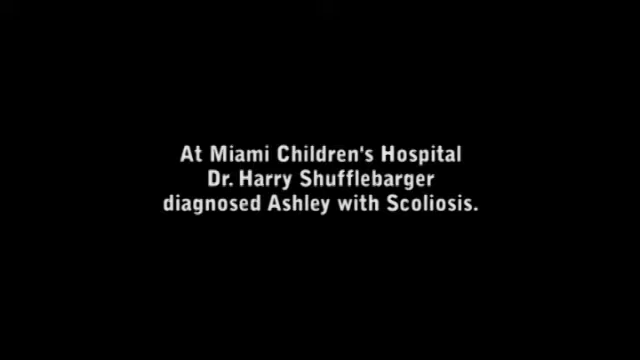 At Miami Children's Hospital
Dr. Harry Shufflebarger
diagnosed Ashley with Scoliosis.